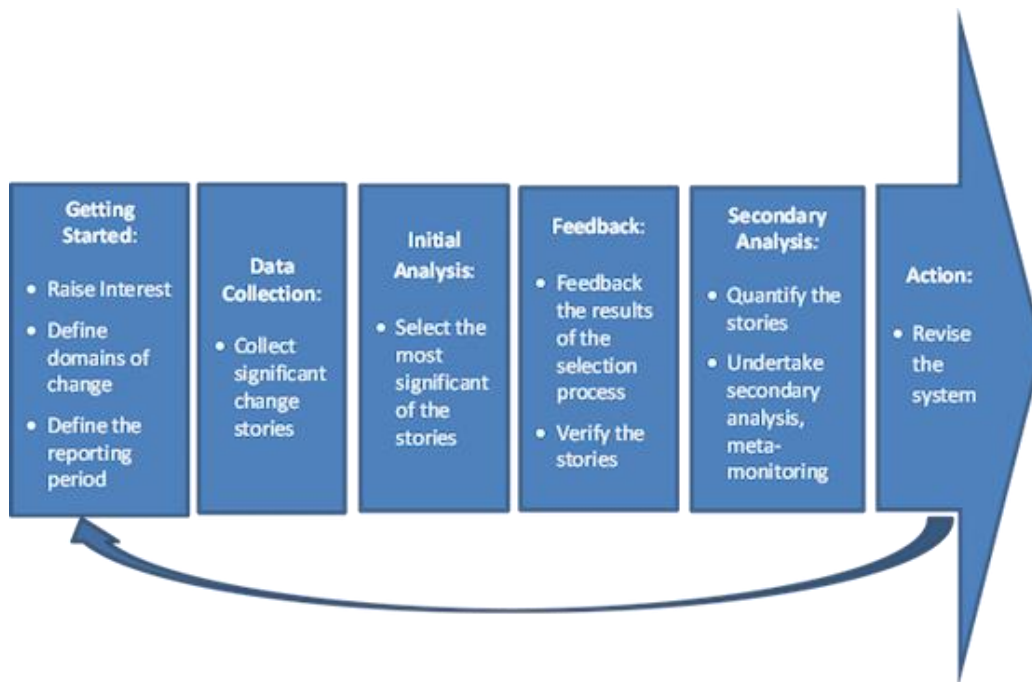 Getting
Started:
• Raise Interest
• Define
domains of
change
• Define the
reporting
period
Data
Collection:
• Collect
significant
change
stories
Initial
Analysis:
• Select the
most
significant
of the
stories
Feedback:
• Feedback
the results
of the
selection
process
• Verify the
stories
Secondary
Analysis:
• Quantify the
stories
• Undertake
secondary
analysis,
meta-
monitoring
Action:
• Revise
the
system